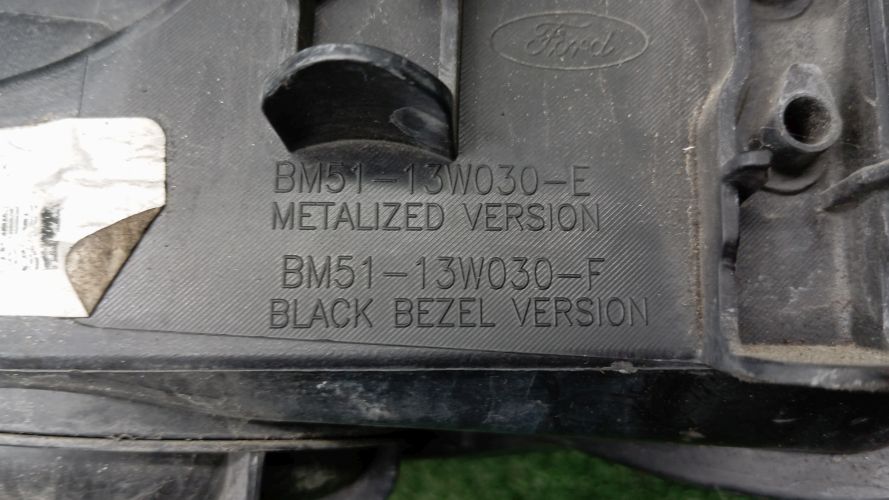 Ford
BM51-13W030-E
METALIZED VERSION
BM51-13W030-F
BLACK BEZEL VERSION